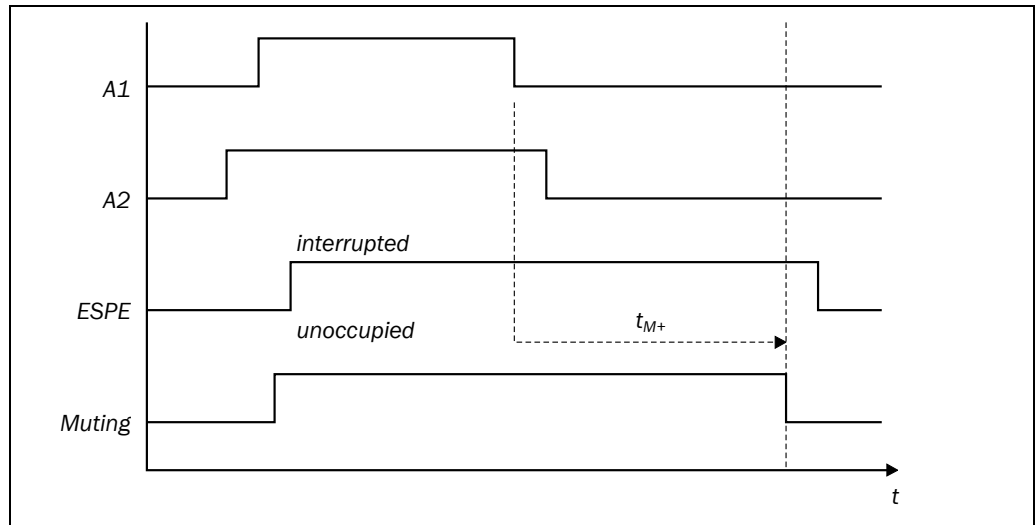 A1
A2
interrupted
ESPE
unoccupied
tM+
Muting
t